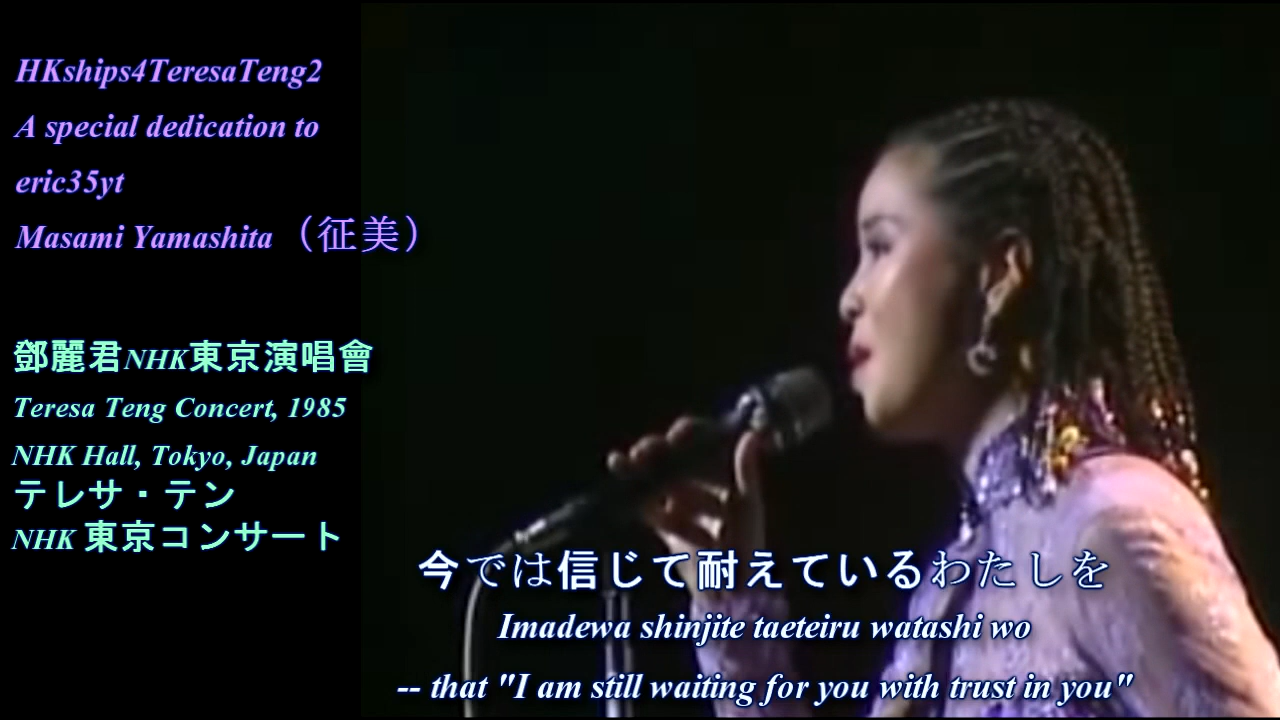 HKships4TeresaTeng2
A special dedication to
eric35yt
Masami Yamashita（征美）
鄧麗君NHK東京演唱會
Teresa Teng Concert, 1985
NHK Hall, Tokyo, Japan
テレサ・テン
NHK 東京コンサート
今では信じて耐えているわたしを
Imadewa shinjite taeteiru watashi wo
-- that "I am still waiting for you with trust in you"